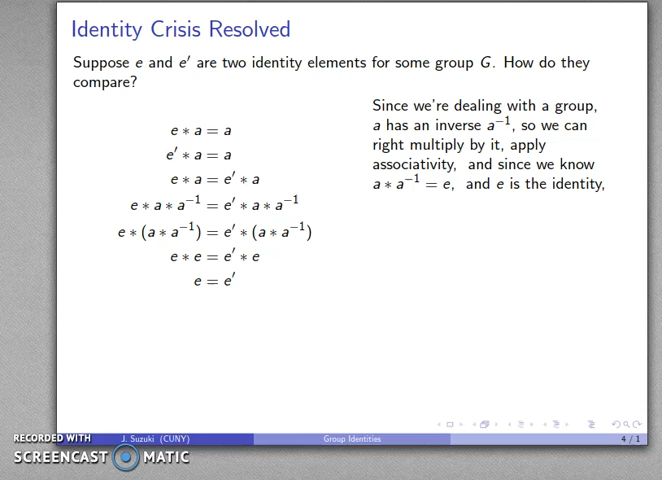 Identity Crisis Resolved
Suppose e and e′ are two identity elements for some group G. How do they
compare?
e ∗ a = a
e′ ∗ a = a
e ∗ a = e′ ∗ a
e ∗ a ∗ a⁻¹ = e′ ∗ a ∗ a⁻¹
e ∗ (a ∗ a⁻¹) = e′ ∗ (a ∗ a⁻¹)
e ∗ e = e′ ∗ e
e = e′
Since we're dealing with a group,
a has an inverse a⁻¹, so we can
right multiply by it, apply
associativity, and since we know
a ∗ a⁻¹ = e, and e is the identity,
J. Suzuki (CUNY) Group Identities 4 / 1
RECORDED WITH
SCREENCAST MATIC